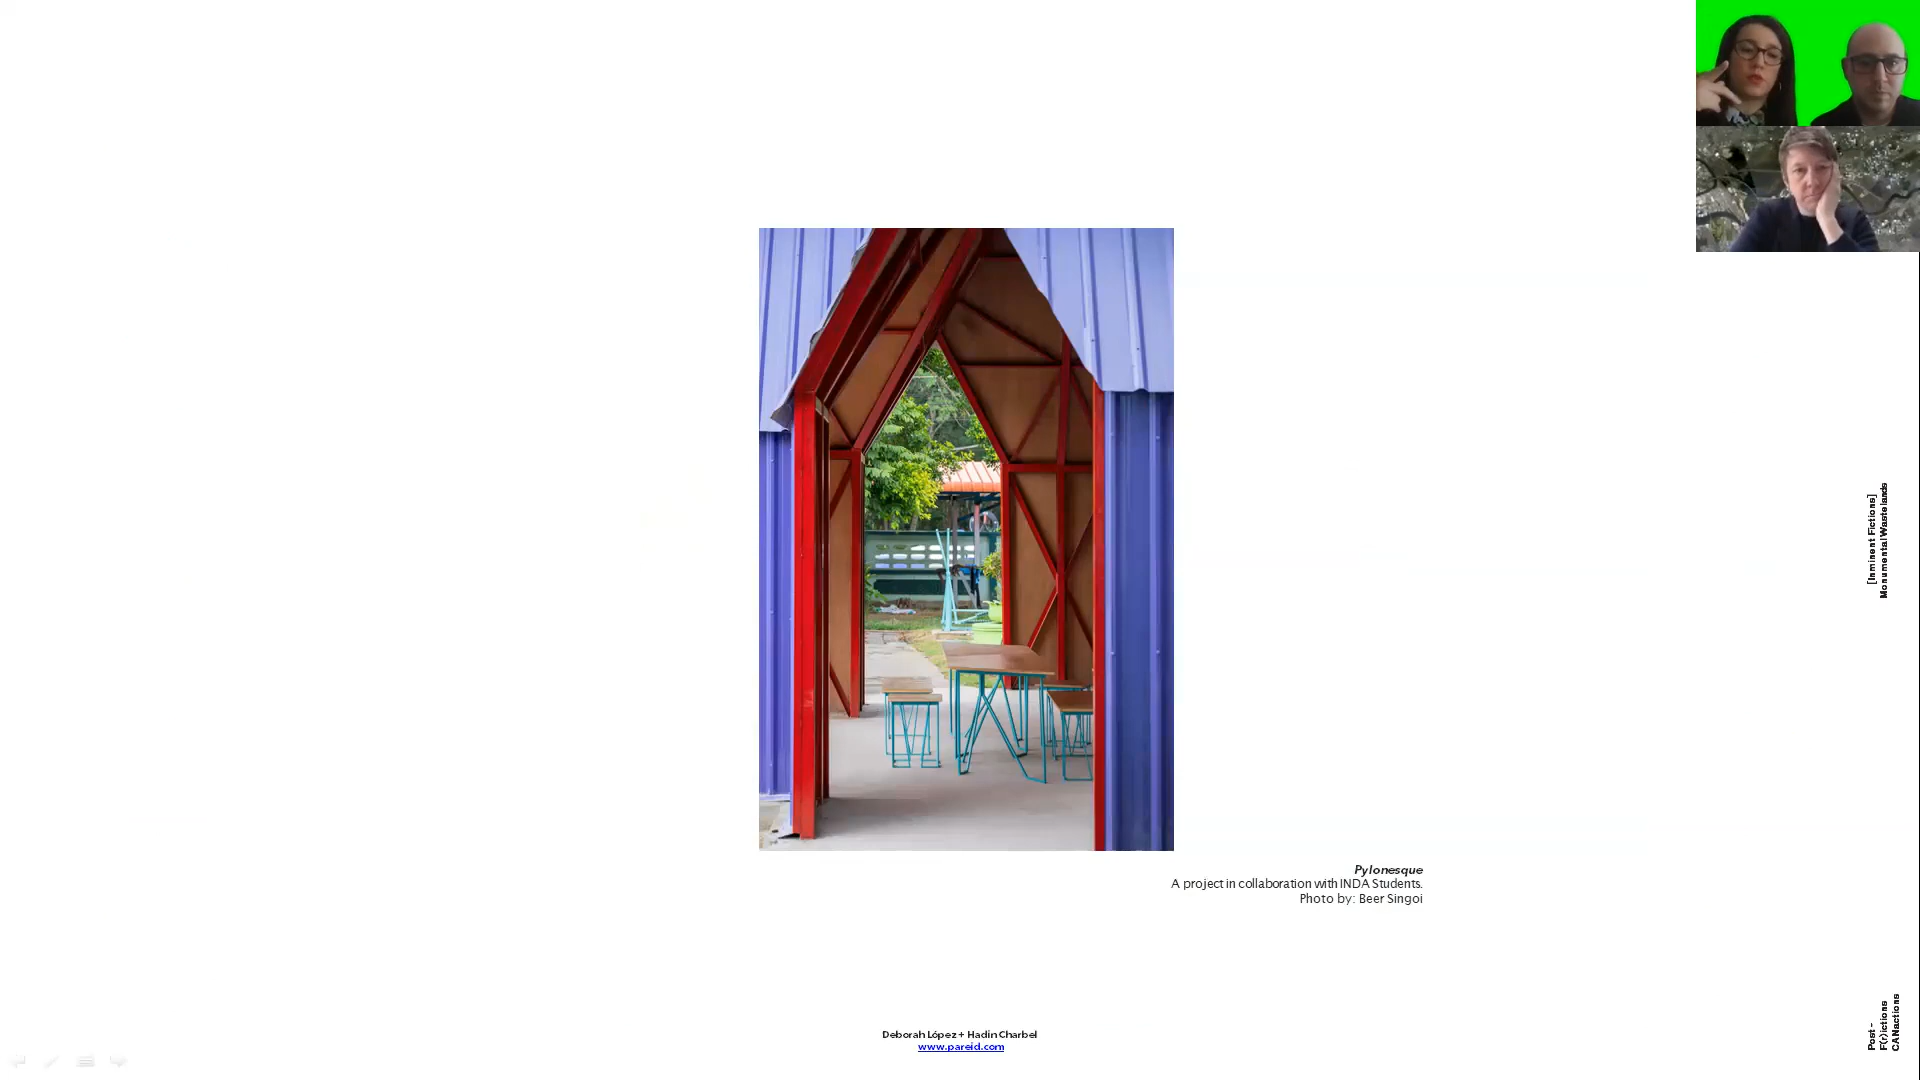 [Inminent Fictions]
Monumental Wastelands
Pylonesque
A project in collaboration with INDA Students.
Photo by: Beer Singoi
Deborah López + Hadin Charbel
www.pareid.com
Post-
F(r)ictions
CANactions